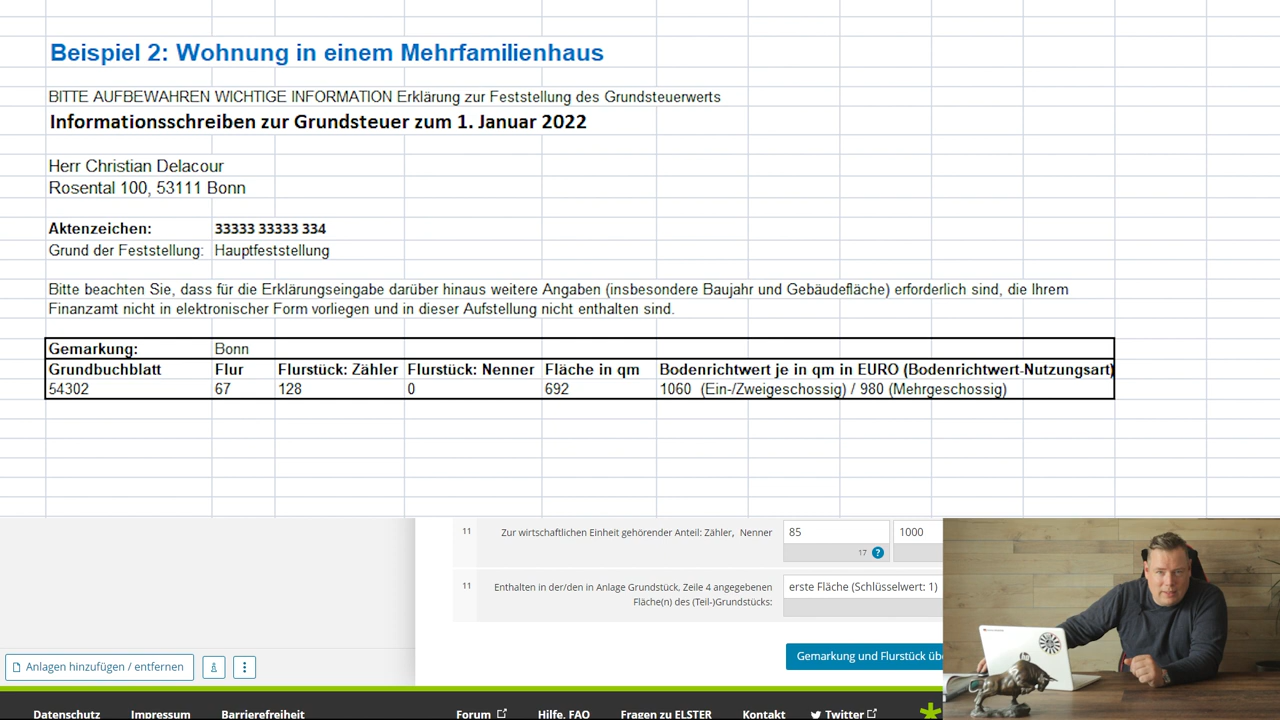 Beispiel 2: Wohnung in einem Mehrfamilienhaus
BITTE AUFBEWAHREN WICHTIGE INFORMATION Erklärung zur Feststellung des Grundsteuerwerts
Informationsschreiben zur Grundsteuer zum 1. Januar 2022
Herr Christian Delacour
Rosental 100, 53111 Bonn
Aktenzeichen: 33333 33333 334
Grund der Feststellung: Hauptfeststellung
Bitte beachten Sie, dass für die Erklärungseingabe darüber hinaus weitere Angaben (insbesondere Baujahr und Gebäudefläche) erforderlich sind, die Ihrem
Finanzamt nicht in elektronischer Form vorliegen und in dieser Aufstellung nicht enthalten sind.
Gemarkung: Bonn
Grundbuchblatt Flur Flurstück: Zähler Flurstück: Nenner Fläche in qm Bodenrichtwert je in qm in EURO (Bodenrichtwert-Nutzungsart)
54302 67 128 0 692 1060 (Ein-/Zweigeschossig) / 980 (Mehrgeschossig)
11 Zur wirtschaftlichen Einheit gehörender Anteil: Zähler, Nenner 85 1000
17 ?
11 Enthalten in der/den in Anlage Grundstück, Zeile 4 angegebenen erste Fläche (Schlüsselwert: 1)
Fläche(n) des (Teil-)Grundstücks:
Anlagen hinzufügen / entfernen Gemarkung und Flurstück üb
Datenschutz Impressum Barrierefreiheit Forum Hilfe, FAQ Fragen zu ELSTER Kontakt Twitter